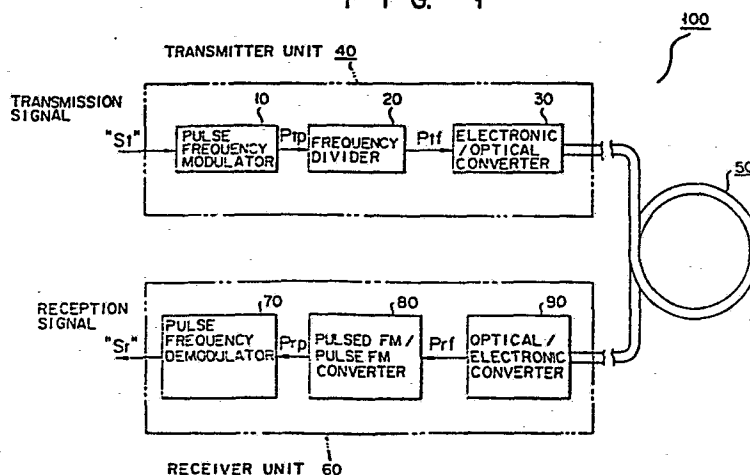 F I G. 1
100
TRANSMITTER UNIT 40
TRANSMISSION
SIGNAL
10
20
30
"St"
PULSE
FREQUENCY
MODULATOR
Ptp
FREQUENCY
DIVIDER
Ptf
ELECTRONIC
/OPTICAL
CONVERTER
50
RECEPTION
SIGNAL
70
80
90
"Sr"
PULSE
FREQUENCY
DEMODULATOR
Prp
PULSED FM/
PULSE FM
CONVERTER
Prf
OPTICAL/
ELECTRONIC
CONVERTER
RECEIVER UNIT 60